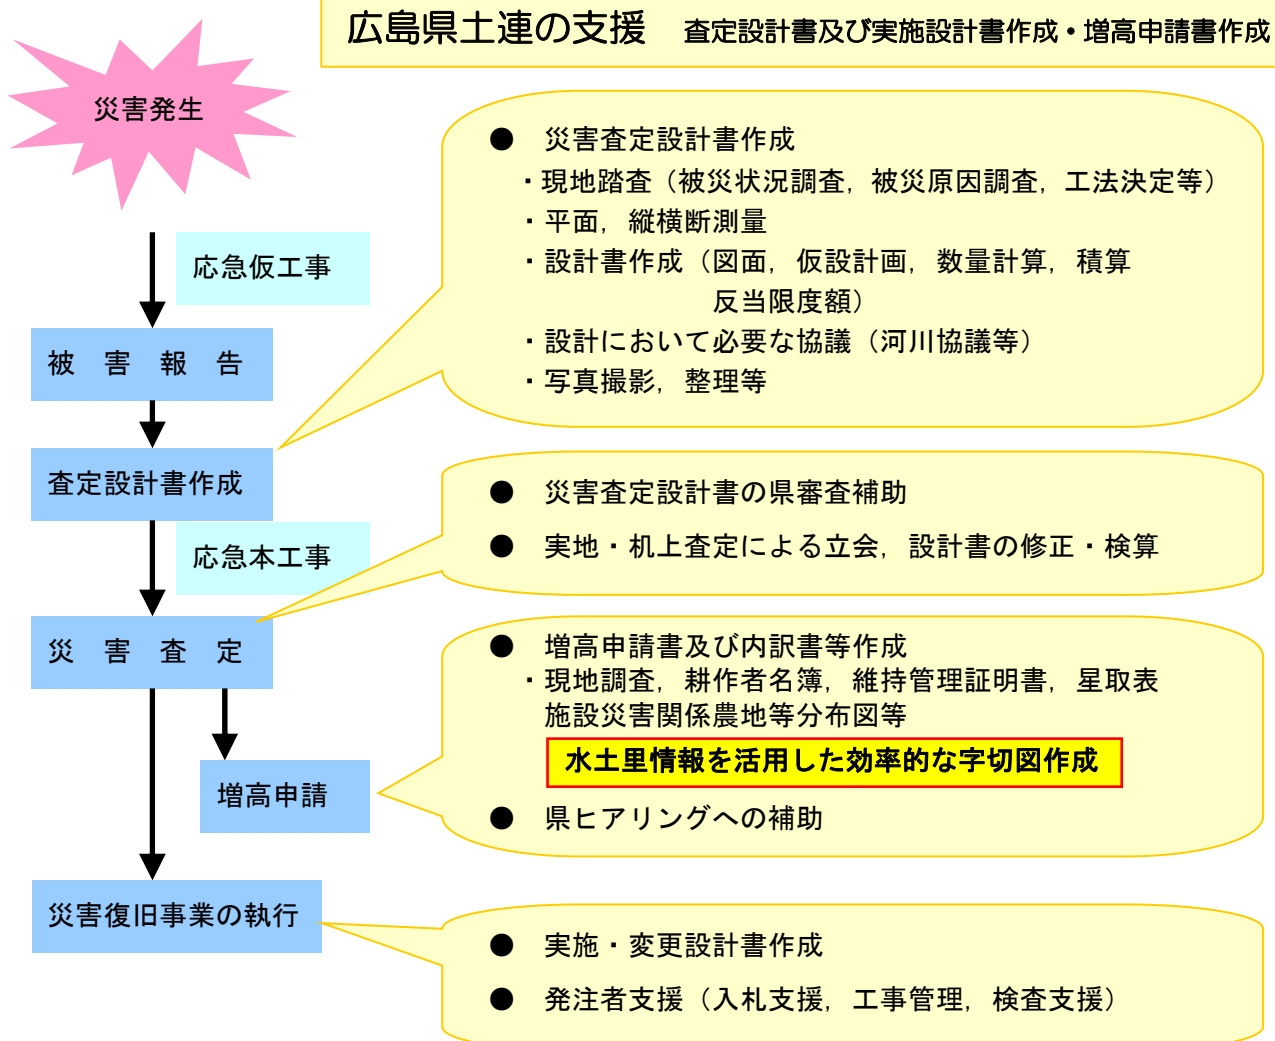 広島県土連の支援　査定設計書及び実施設計書作成・増高申請書作成
災害発生
応急仮工事
被　害　報　告
査定設計書作成
応急本工事
災　害　査　定
増高申請
災害復旧事業の執行
●　災害査定設計書作成
・現地踏査（被災状況調査，被災原因調査，工法決定等）
・平面，縦横断測量
・設計書作成（図面，仮設計画，数量計算，積算
反当限度額）
・設計において必要な協議（河川協議等）
・写真撮影，整理等
●　災害査定設計書の県審査補助
●　実地・机上査定による立会，設計書の修正・検算
●　増高申請書及び内訳書等作成
・現地調査，耕作者名簿，維持管理証明書，星取表
施設災害関係農地等分布図等
水土里情報を活用した効率的な字切図作成
●　県ヒアリングへの補助
●　実施・変更設計書作成
●　発注者支援（入札支援，工事管理，検査支援）